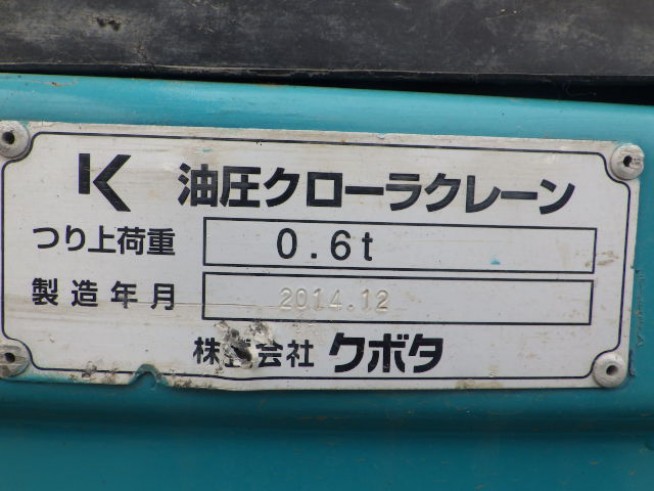 K 油圧クローラクレーン
つり上荷重 0.6t
製造年月 2014.12
株式会社 クボタ